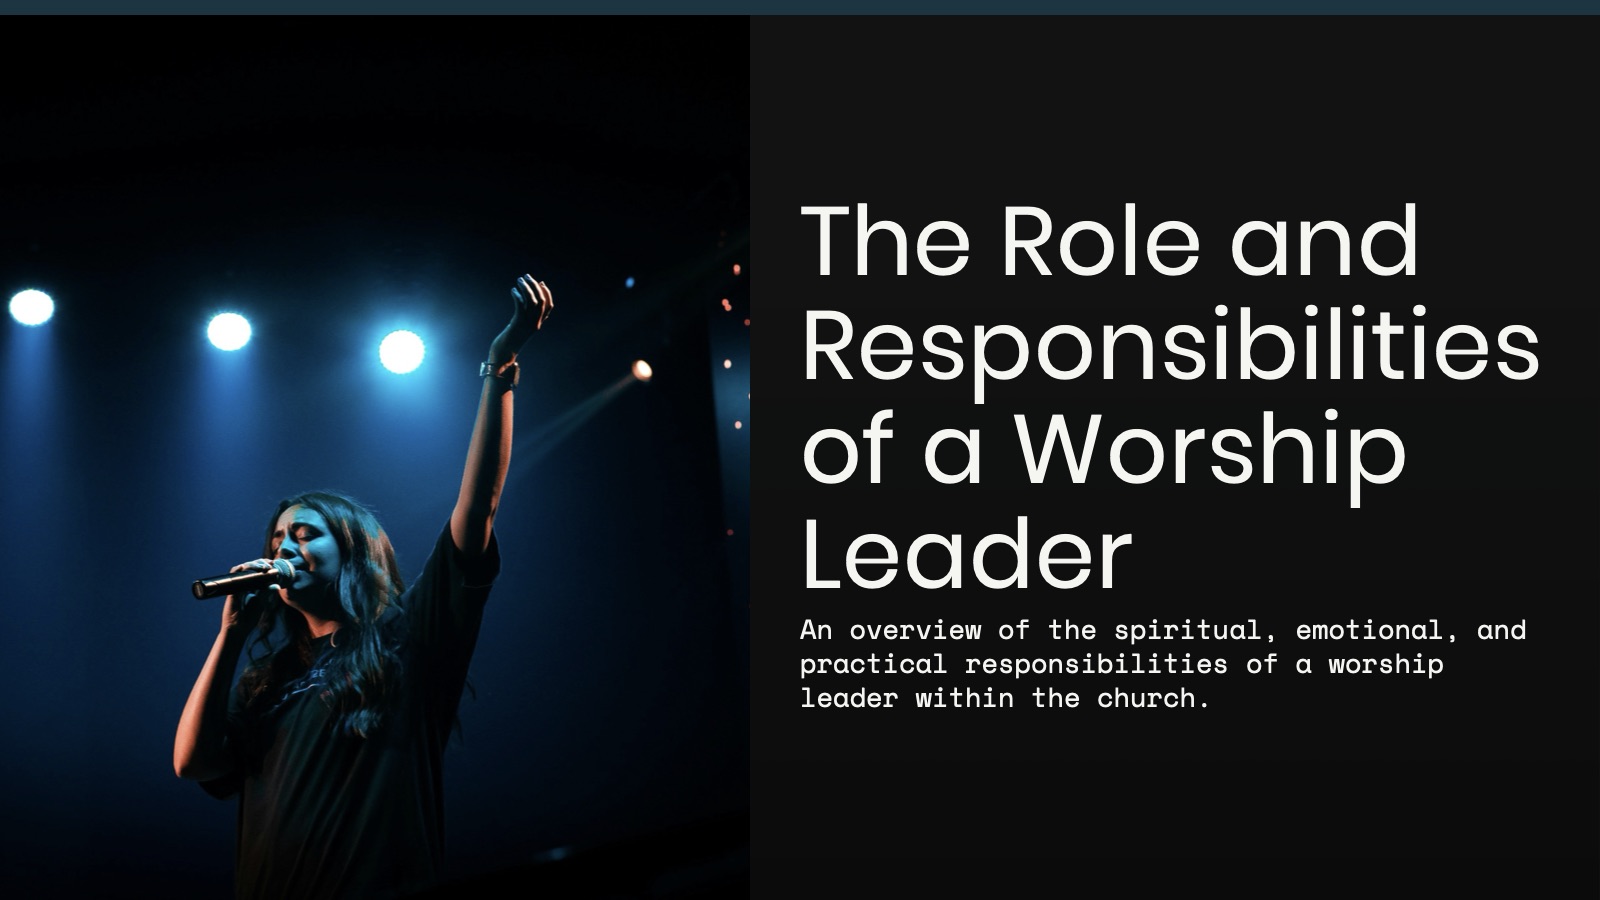 The Role and
Responsibilities
of a Worship
Leader
An overview of the spiritual, emotional, and
practical responsibilities of a worship
leader within the church.